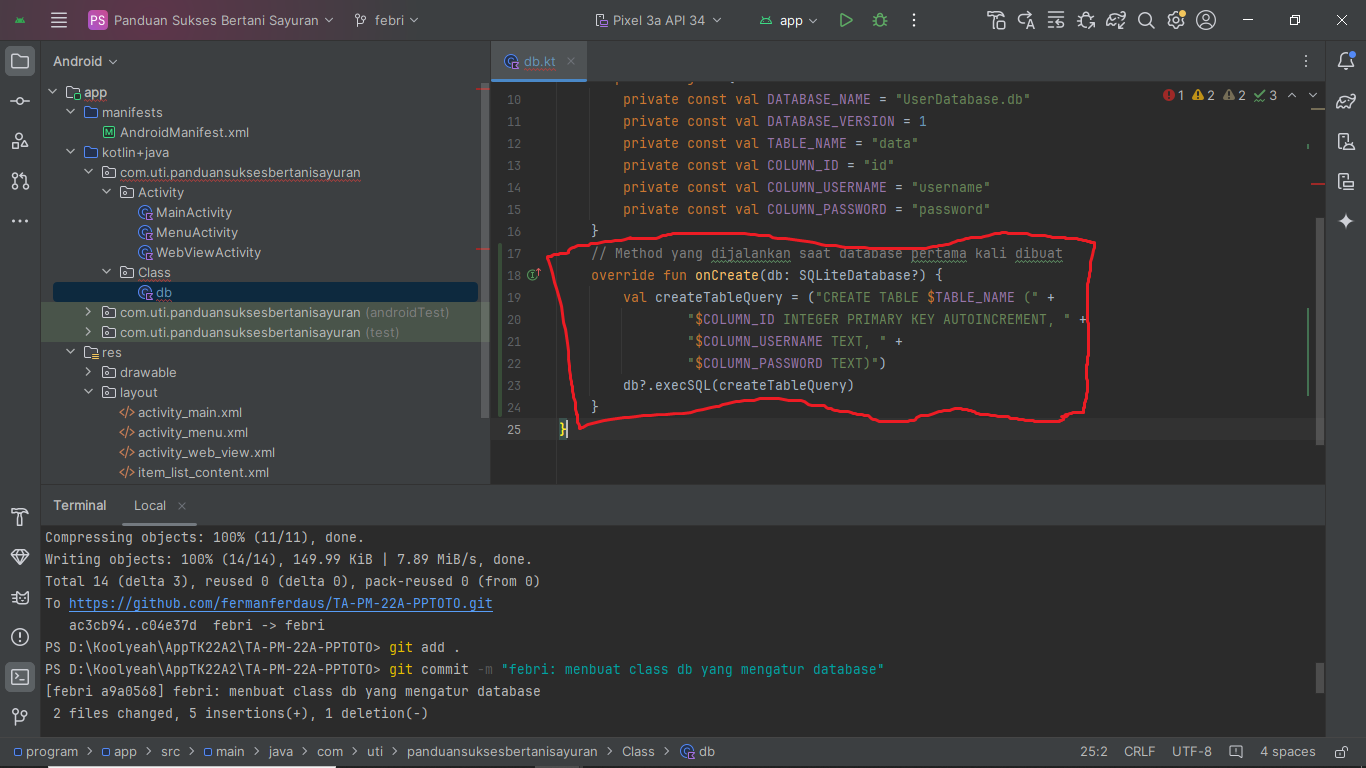 PS Panduan Sukses Bertani Sayuran febri Pixel 3a API 34 app
Android
app
manifests
AndroidManifest.xml
kotlin+java
com.uti.panduansuksesbertanisayuran
Activity
MainActivity
MenuActivity
WebViewActivity
Class
db
com.uti.panduansuksesbertanisayuran (androidTest)
com.uti.panduansuksesbertanisayuran (test)
res
drawable
layout
activity_main.xml
activity_menu.xml
activity_web_view.xml
item_list_content.xml
db.kt
1 2 2 3
10 private const val DATABASE_NAME = "UserDatabase.db"
11 private const val DATABASE_VERSION = 1
12 private const val TABLE_NAME = "data"
13 private const val COLUMN_ID = "id"
14 private const val COLUMN_USERNAME = "username"
15 private const val COLUMN_PASSWORD = "password"
16 }
17 // Method yang dijalankan saat database pertama kali dibuat
18 override fun onCreate(db: SQLiteDatabase?) {
19 val createTableQuery = ("CREATE TABLE $TABLE_NAME (" +
20 "$COLUMN_ID INTEGER PRIMARY KEY AUTOINCREMENT, " +
21 "$COLUMN_USERNAME TEXT, " +
22 "$COLUMN_PASSWORD TEXT)")
23 db?.execSQL(createTableQuery)
24 }
25 }
Terminal Local
Compressing objects: 100% (11/11), done.
Writing objects: 100% (14/14), 149.99 KiB | 7.89 MiB/s, done.
Total 14 (delta 3), reused 0 (delta 0), pack-reused 0 (from 0)
To https://github.com/fermanferdaus/TA-PM-22A-PPTOTO.git
ac3cb94..c04e37d febri -> febri
PS D:\Koolyeah\AppTK22A2\TA-PM-22A-PPTOTO> git add .
PS D:\Koolyeah\AppTK22A2\TA-PM-22A-PPTOTO> git commit -m "febri: menbuat class db yang mengatur database"
[febri a9a0568] febri: menbuat class db yang mengatur database
2 files changed, 5 insertions(+), 1 deletion(-)
program > app > src > main > java > com > uti > panduansuksesbertanisayuran > Class > db 25:2 CRLF UTF-8 4 spaces